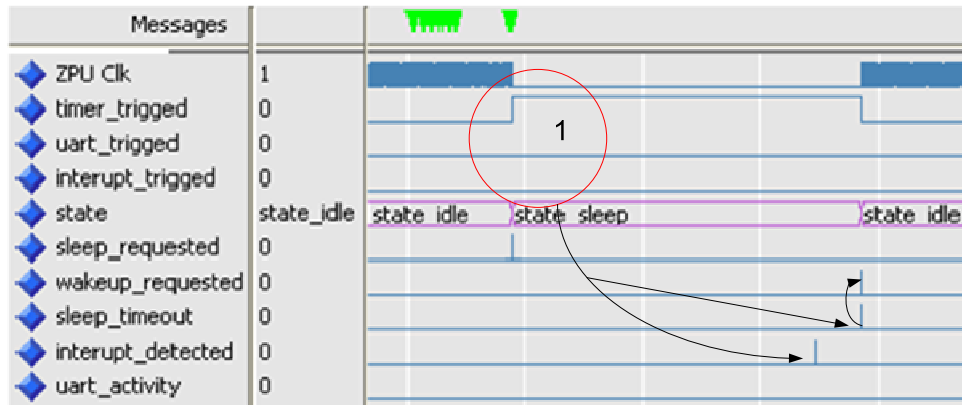 Messages
ZPU Clk 1
timer_trigged 0
1
uart_trigged 0
interupt_trigged 0
state state_idle state_idle state_sleep state_idle
sleep_requested 0
wakeup_requested 0
sleep_timeout 0
interupt_detected 0
uart_activity 0